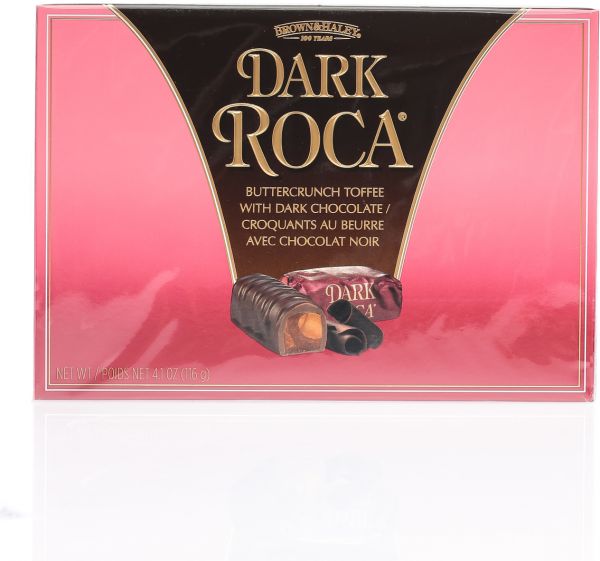 BROWN & HALEY®
100 YEARS
DARK
ROCA®
BUTTERCRUNCH TOFFEE
WITH DARK CHOCOLATE /
CROQUANTS AU BEURRE
AVEC CHOCOLAT NOIR
DARK
ROCA®
NET WT / POIDS NET 4.1 OZ (116 g)